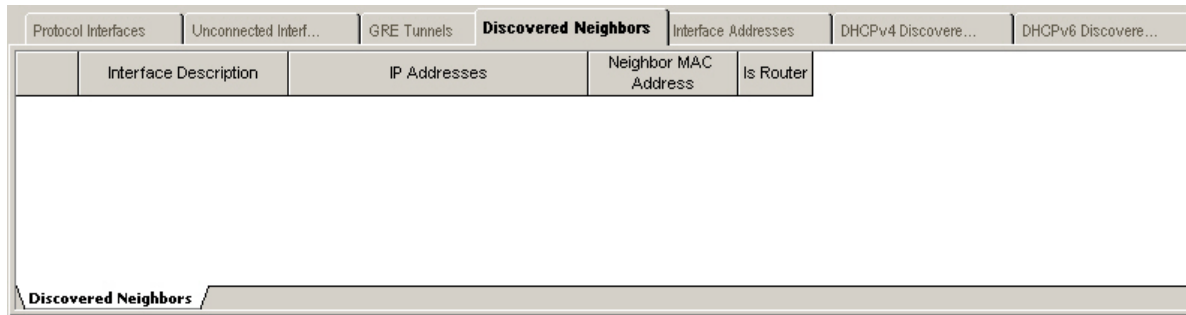 Protocol Interfaces Unconnected Interf... GRE Tunnels Discovered Neighbors Interface Addresses DHCPv4 Discovere... DHCPv6 Discovere...
Interface Description IP Addresses Neighbor MAC Address Is Router
Discovered Neighbors